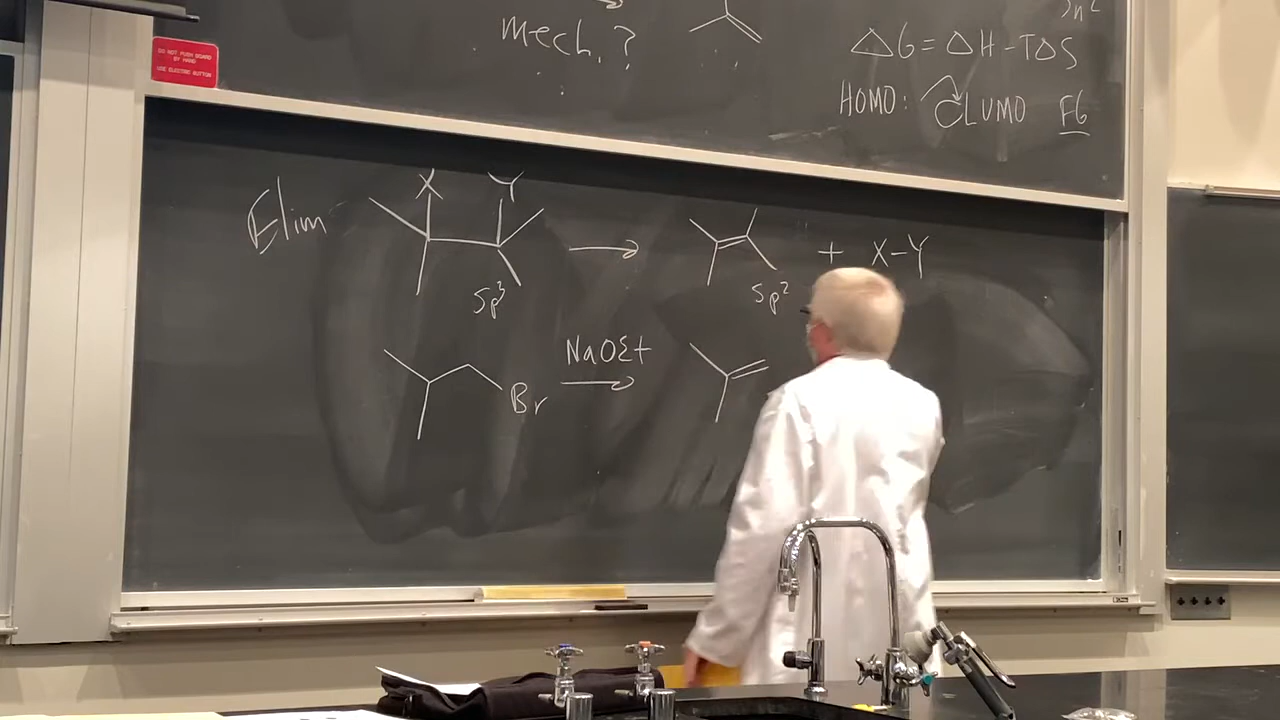 Sn2
mech.?
ΔG = ΔH - TΔS
HOMO: LUMO FG
DO NOT PUSH BOARD
BY HAND
USE ELECTRIC BUTTON
X Y
Elim
+ X-Y
Sp³ Sp²
NaOEt
Br